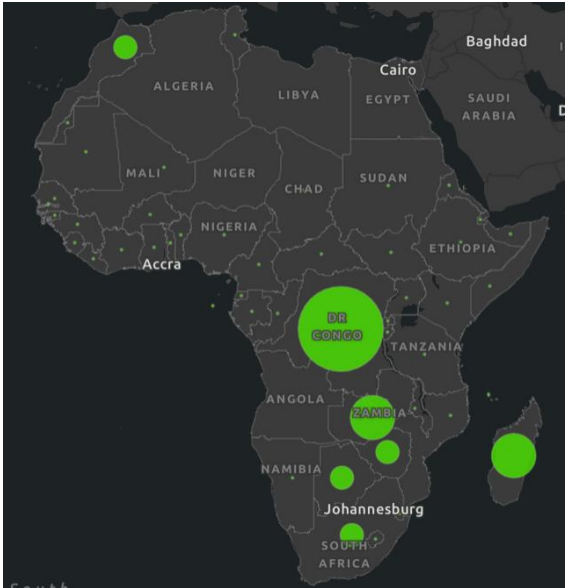 Baghdad
Cairo
ALGERIA
LIBYA
EGYPT
SAUDI
ARABIA
MALI
NIGER
CHAD
SUDAN
NIGERIA
ETHIOPIA
Accra
DR
CONGO
TANZANIA
ANGOLA
ZAMBIA
NAMIBIA
Johannesburg
SOUTH
AFRICA
South